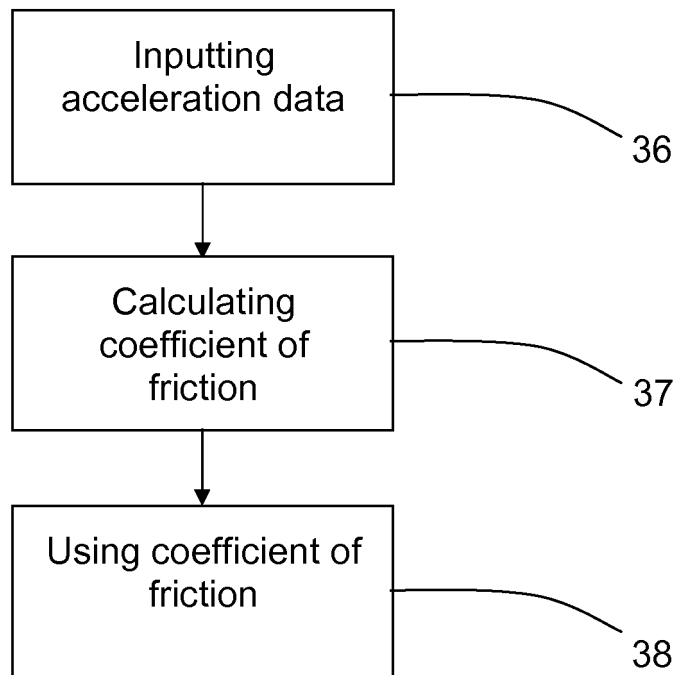 Inputting
acceleration data
36
Calculating
coefficient of
friction
37
Using coefficient of
friction
38